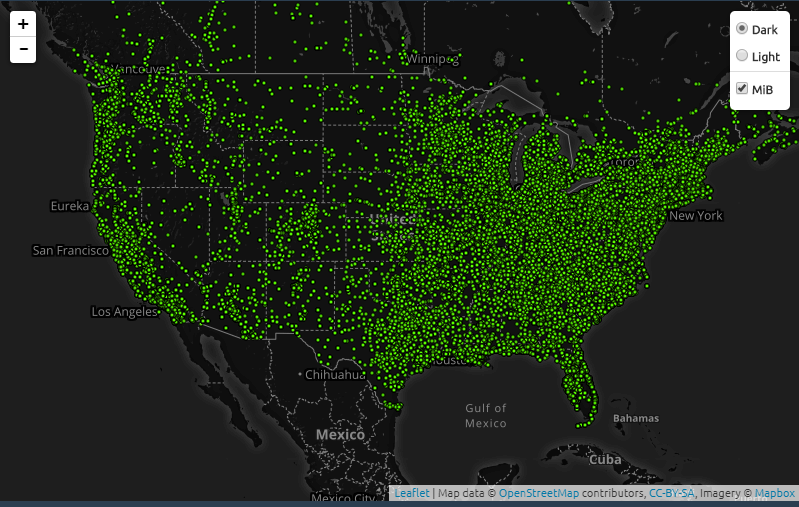 +
−
Dark
Light
MiB
Winnipeg
Vancouver
Eureka
New York
San Francisco
Los Angeles
Chihuahua
Gulf of
Mexico
Bahamas
Mexico
Cuba
Mexico City
Leaflet | Map data © OpenStreetMap contributors, CC-BY-SA, Imagery © Mapbox